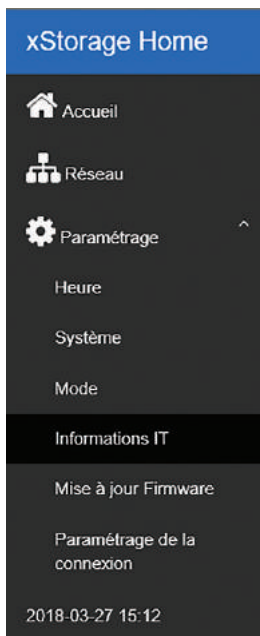 xStorage Home
Accueil
Réseau
Paramétrage
Heure
Système
Mode
Informations IT
Mise à jour Firmware
Paramétrage de la
connexion
2018-03-27 15:12